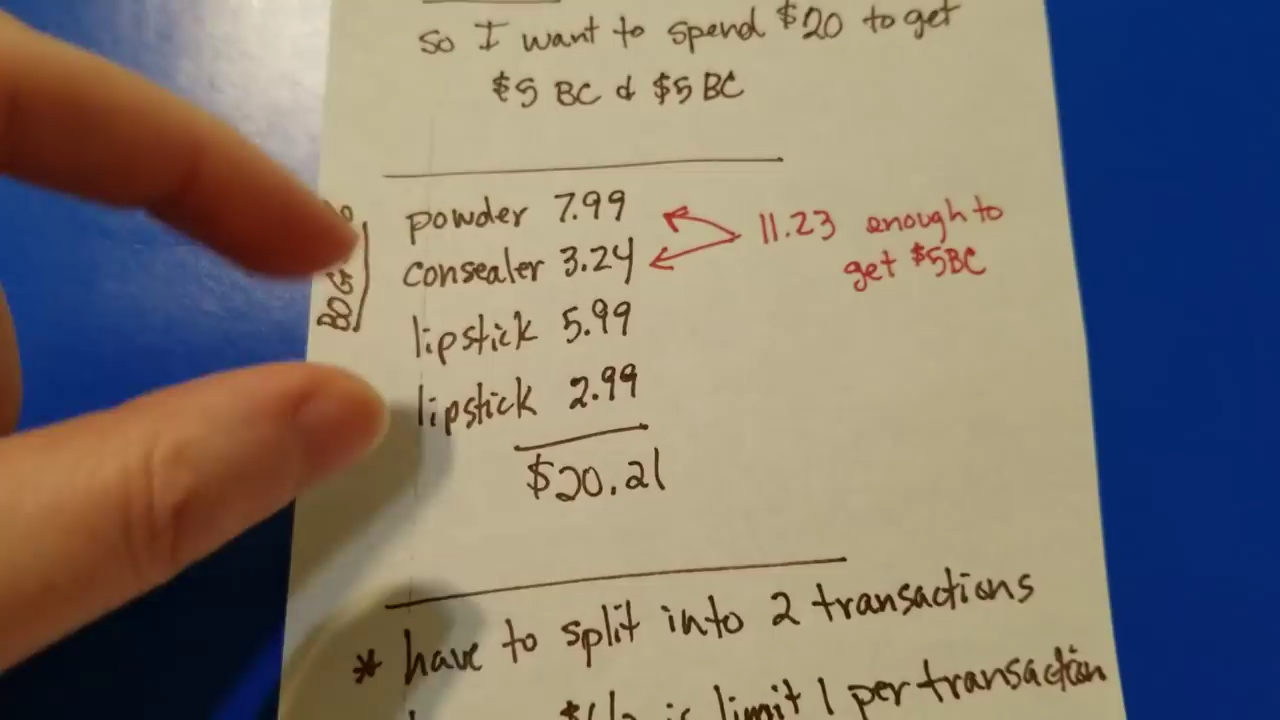 so I want to spend $20 to get
$5 BC & $5 BC
powder 7.99
consealer 3.24
lipstick 5.99
lipstick 2.99
$20.21
11.23 enough to
get $5BC
* have to split into 2 transactions
is limit 1 per transaction